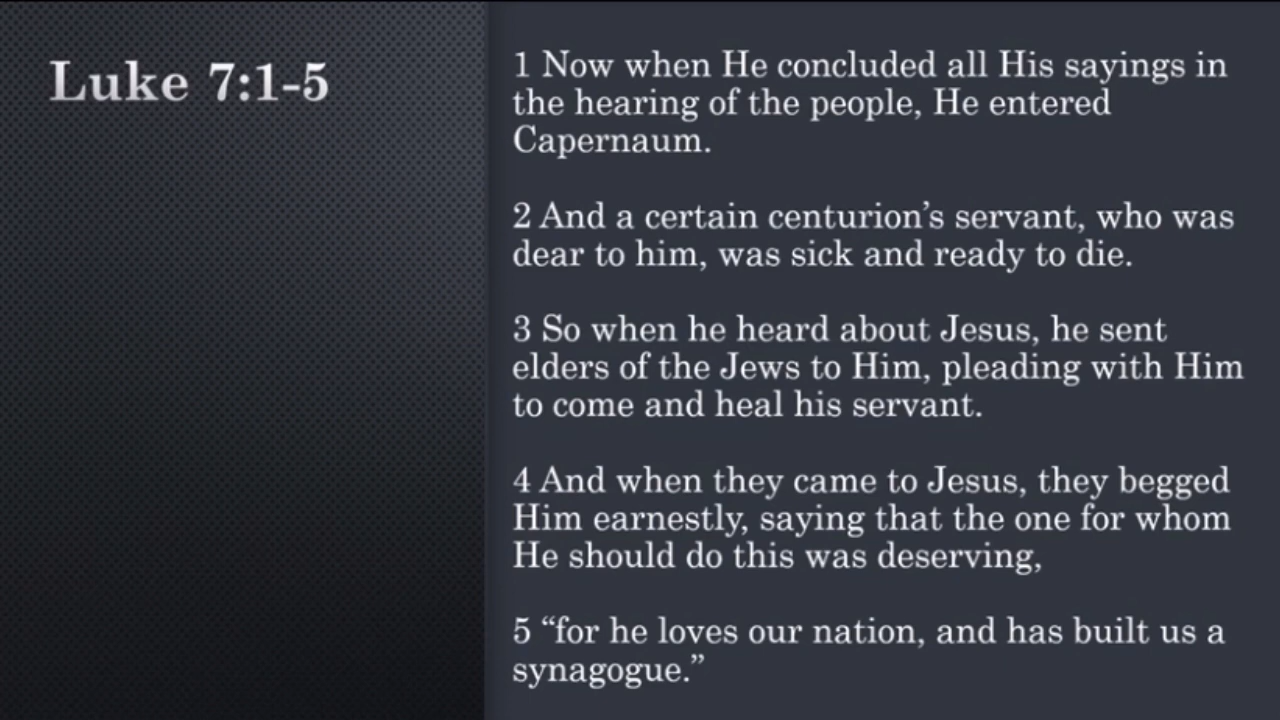 Luke 7:1-5
1 Now when He concluded all His sayings in
the hearing of the people, He entered
Capernaum.
2 And a certain centurion’s servant, who was
dear to him, was sick and ready to die.
3 So when he heard about Jesus, he sent
elders of the Jews to Him, pleading with Him
to come and heal his servant.
4 And when they came to Jesus, they begged
Him earnestly, saying that the one for whom
He should do this was deserving,
5 “for he loves our nation, and has built us a
synagogue.”